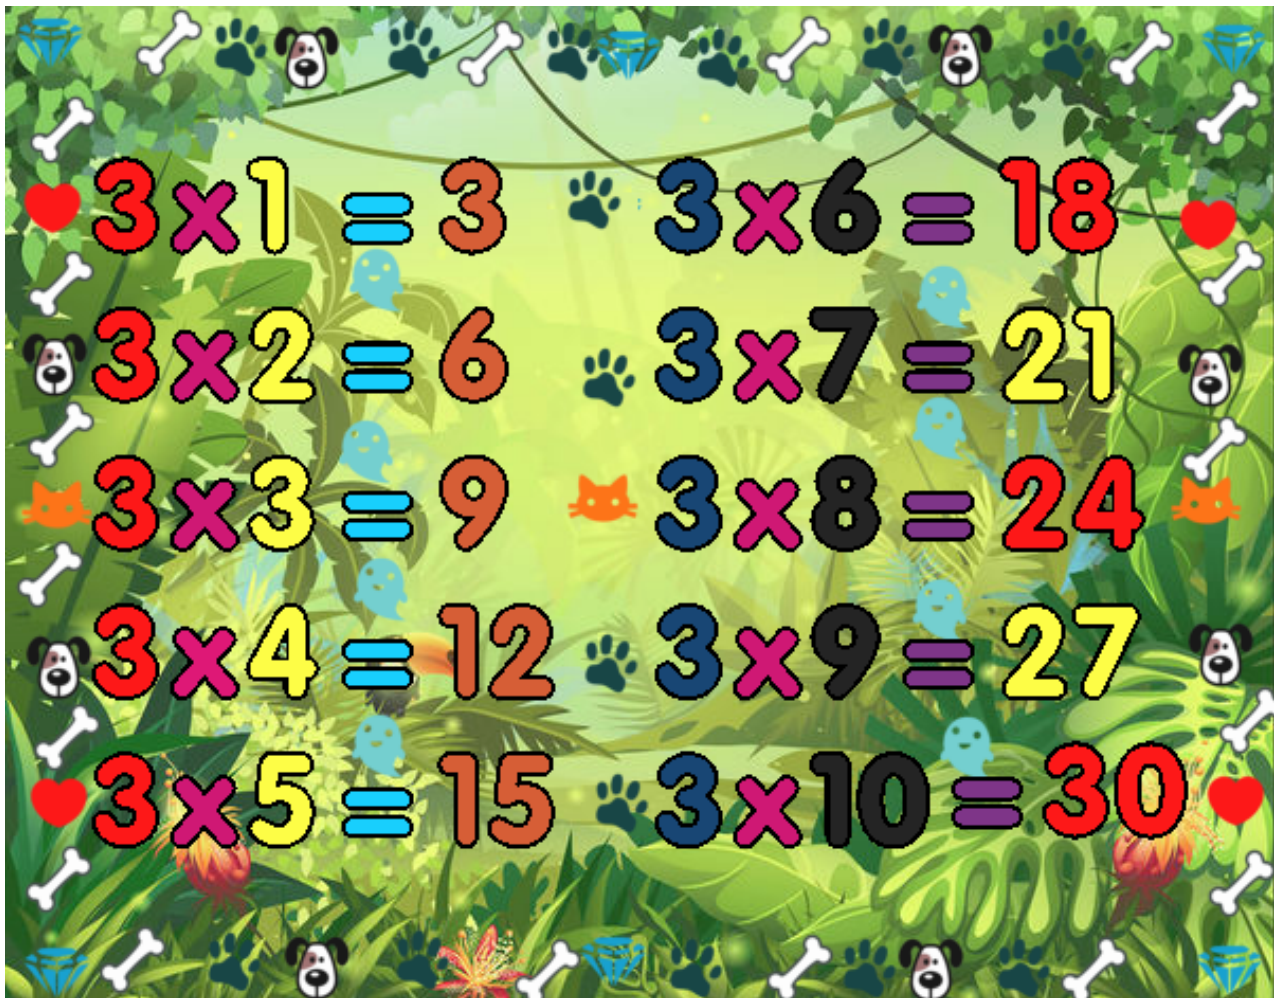 3x1 = 3
3x2 = 6
3x3 = 9
3x4 = 12
3x5 = 15
3x6 = 18
3x7 = 21
3x8 = 24
3x9 = 27
3x10 = 30